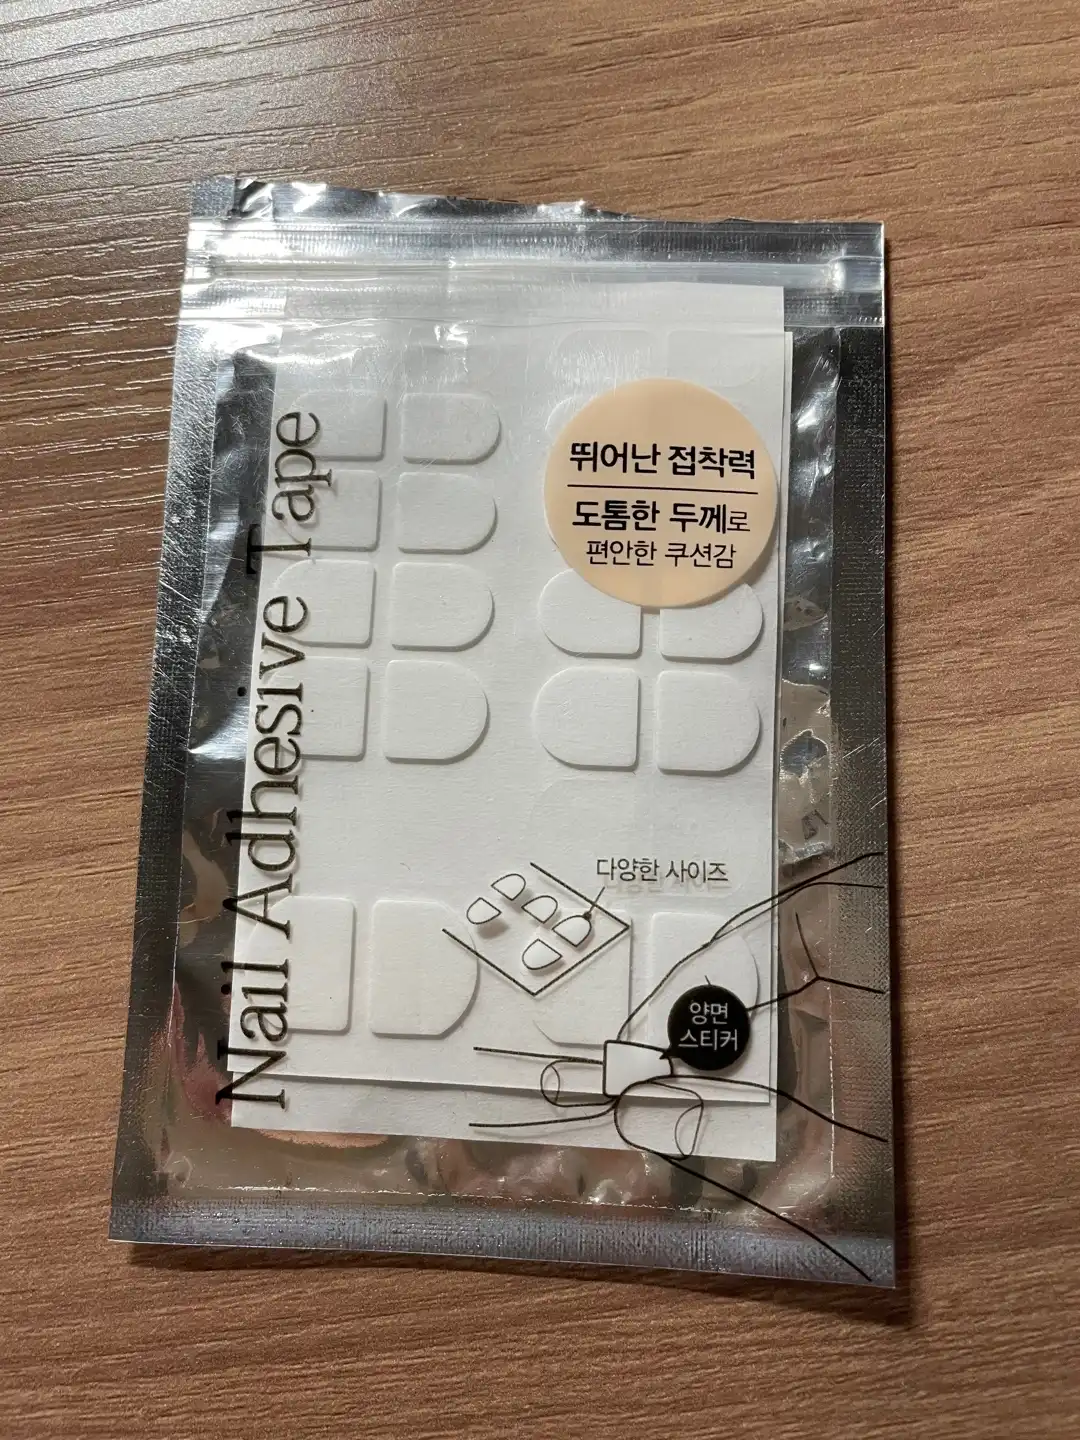 Nail Adhesive Tape
뛰어난 접착력
도톰한 두께로
편안한 쿠션감
다양한 사이즈
양면
스티커